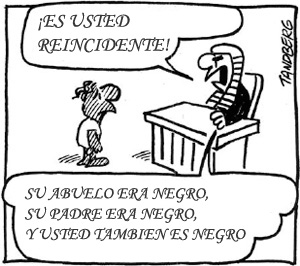 ¡ES USTED
REINCIDENTE!
TANDBERG
SU ABUELO ERA NEGRO,
SU PADRE ERA NEGRO,
Y USTED TAMBIEN ES NEGRO